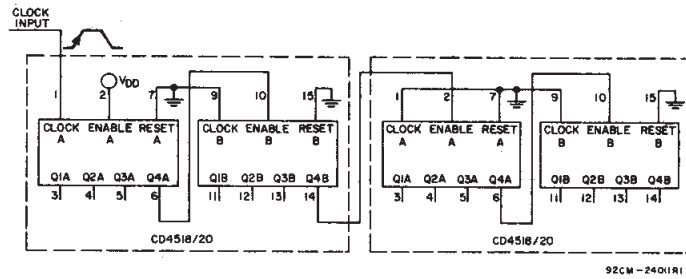 CLOCK
INPUT
VDD
1 2 7 9 10 15 1 2 7 9 10 15
CLOCK ENABLE RESET CLOCK ENABLE RESET CLOCK ENABLE RESET CLOCK ENABLE RESET
A A A B B B A A A B B B
Q1A Q2A Q3A Q4A Q1B Q2B Q3B Q4B Q1A Q2A Q3A Q4A Q1B Q2B Q3B Q4B
3 4 5 6 11 12 13 14 3 4 5 6 11 12 13 14
CD4518/20 CD4518/20